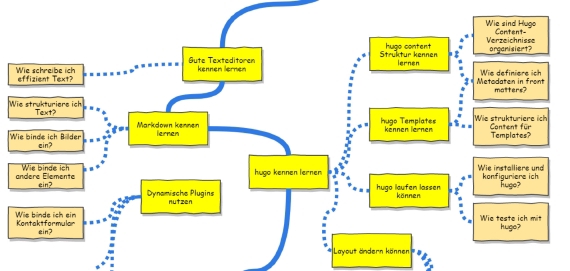 Gute Texteditoren
kennen lernen
Wie schreibe ich
effizient Text?
Wie strukturiere ich
Text?
Wie binde ich Bilder
ein?
Wie binde ich
andere Elemente
ein?
Markdown kennen
lernen
Dynamische Plugins
nutzen
Wie binde ich ein
Kontaktformular
ein?
hugo kennen lernen
hugo content
Struktur kennen
lernen
Wie sind Hugo
Content-
Verzeichnisse
organisiert?
Wie definiere ich
Metadaten in front
matters?
hugo Templates
kennen lernen
Wie strukturiere ich
Content für
Templates?
hugo laufen lassen
können
Wie installiere und
konfiguriere ich
hugo?
Wie teste ich mit
hugo?
Layout ändern können